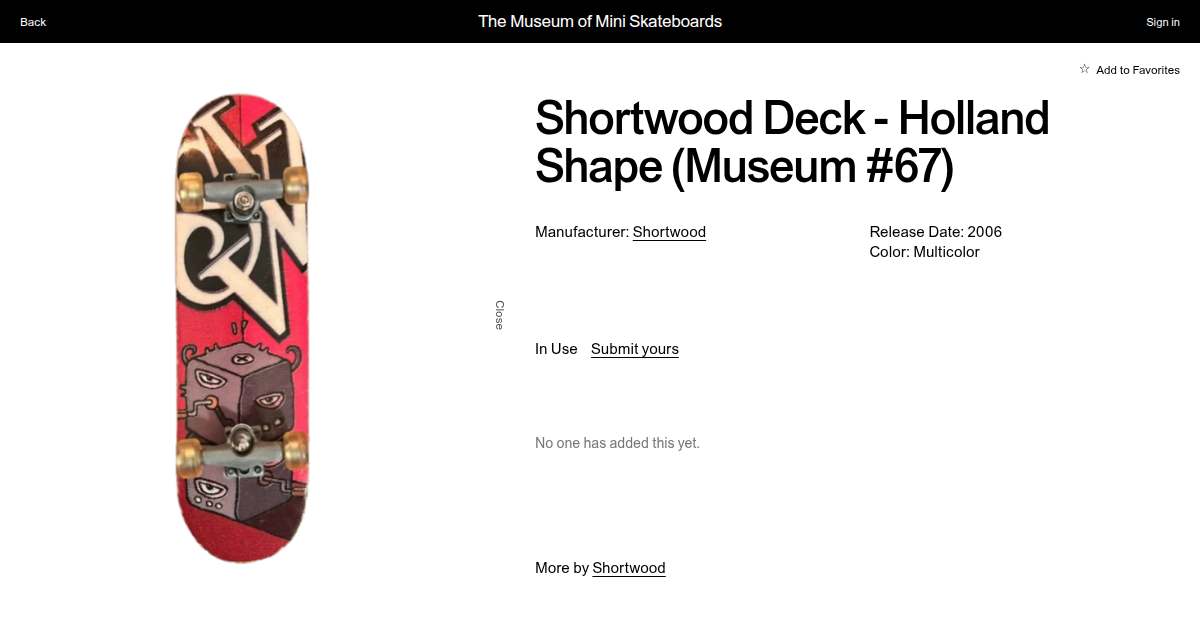 Back
The Museum of Mini Skateboards
Sign in
☆ Add to Favorites
Shortwood Deck - Holland
Shape (Museum #67)
Manufacturer: Shortwood
Release Date: 2006
Color: Multicolor
Close
In Use Submit yours
No one has added this yet.
More by Shortwood